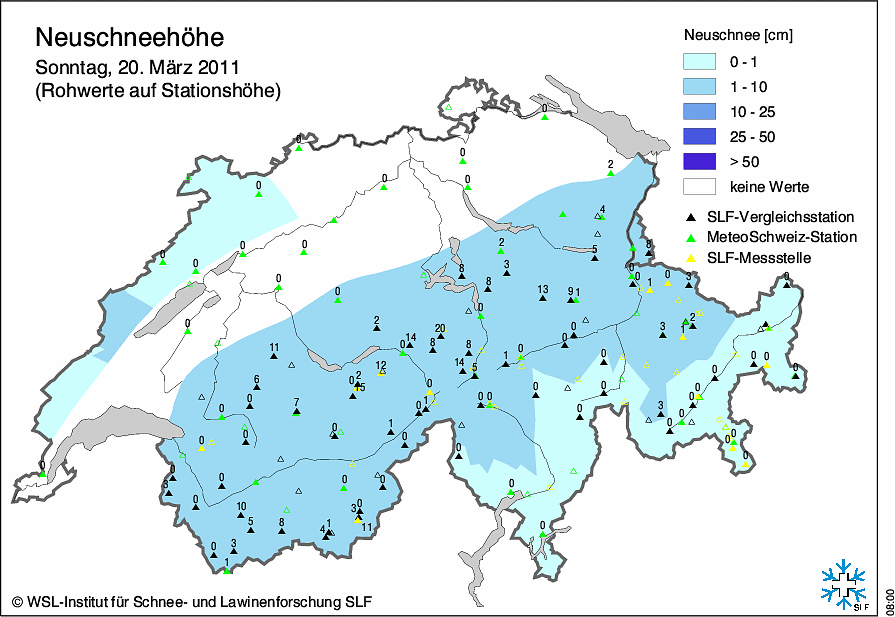 Neuschneehöhe
Sonntag, 20. März 2011
(Rohwerte auf Stationshöhe)
Neuschnee [cm]
0 - 1
1 - 10
10 - 25
25 - 50
> 50
keine Werte
SLF-Vergleichsstation
MeteoSchweiz-Station
SLF-Messstelle
0
0
0 2
0 0 0
4
0 0 0 5 8
0 2 3 8
0 0 8 13 9 1 0 0 1 0 3 0
0 2 20 0 0 0 3 1 2
11 14 8 8 0 0 0
6 2 12 14 5 1 0 0 0 0
0 0 7 15 0 0 1 0 0 0 0 3 0 0 0
0 0 0 1 0 0 0 0
0 0 3 0 0 0 0
0 10 3 0 0
5 8 4 1 11 0
0 3
1
© WSL-Institut für Schnee- und Lawinenforschung SLF
SLF
08:00